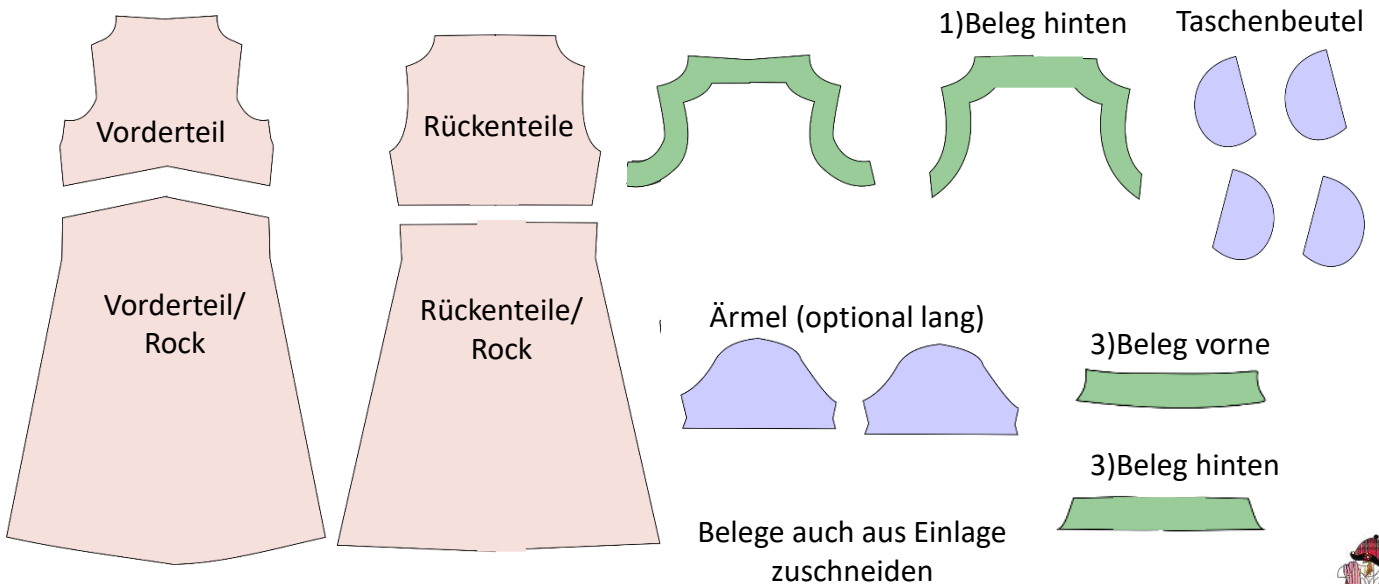 1)Beleg hinten
Taschenbeutel
Vorderteil
Rückenteile
Vorderteil/
Rock
Rückenteile/
Rock
Ärmel (optional lang)
3)Beleg vorne
3)Beleg hinten
Belege auch aus Einlage
zuschneiden